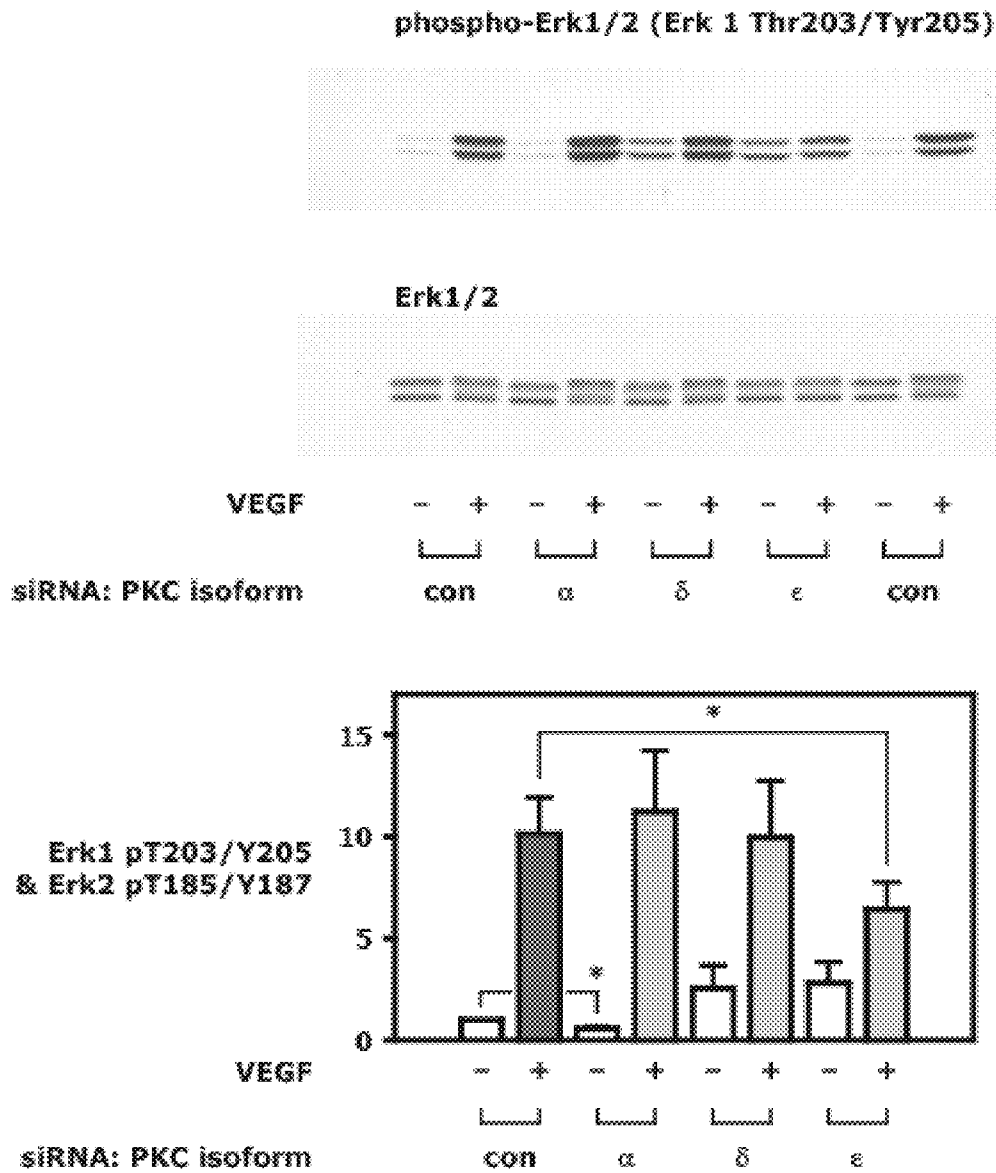 phospho-Erk1/2 (Erk 1 Thr203/Tyr205)
Erk1/2
VEGF - + - + - + - + - +
siRNA: PKC isoform con α δ ε con
*
15
10
Erk1 pT203/Y205
& Erk2 pT185/Y187
5
*
0
VEGF - + - + - + - +
siRNA: PKC isoform con α δ ε